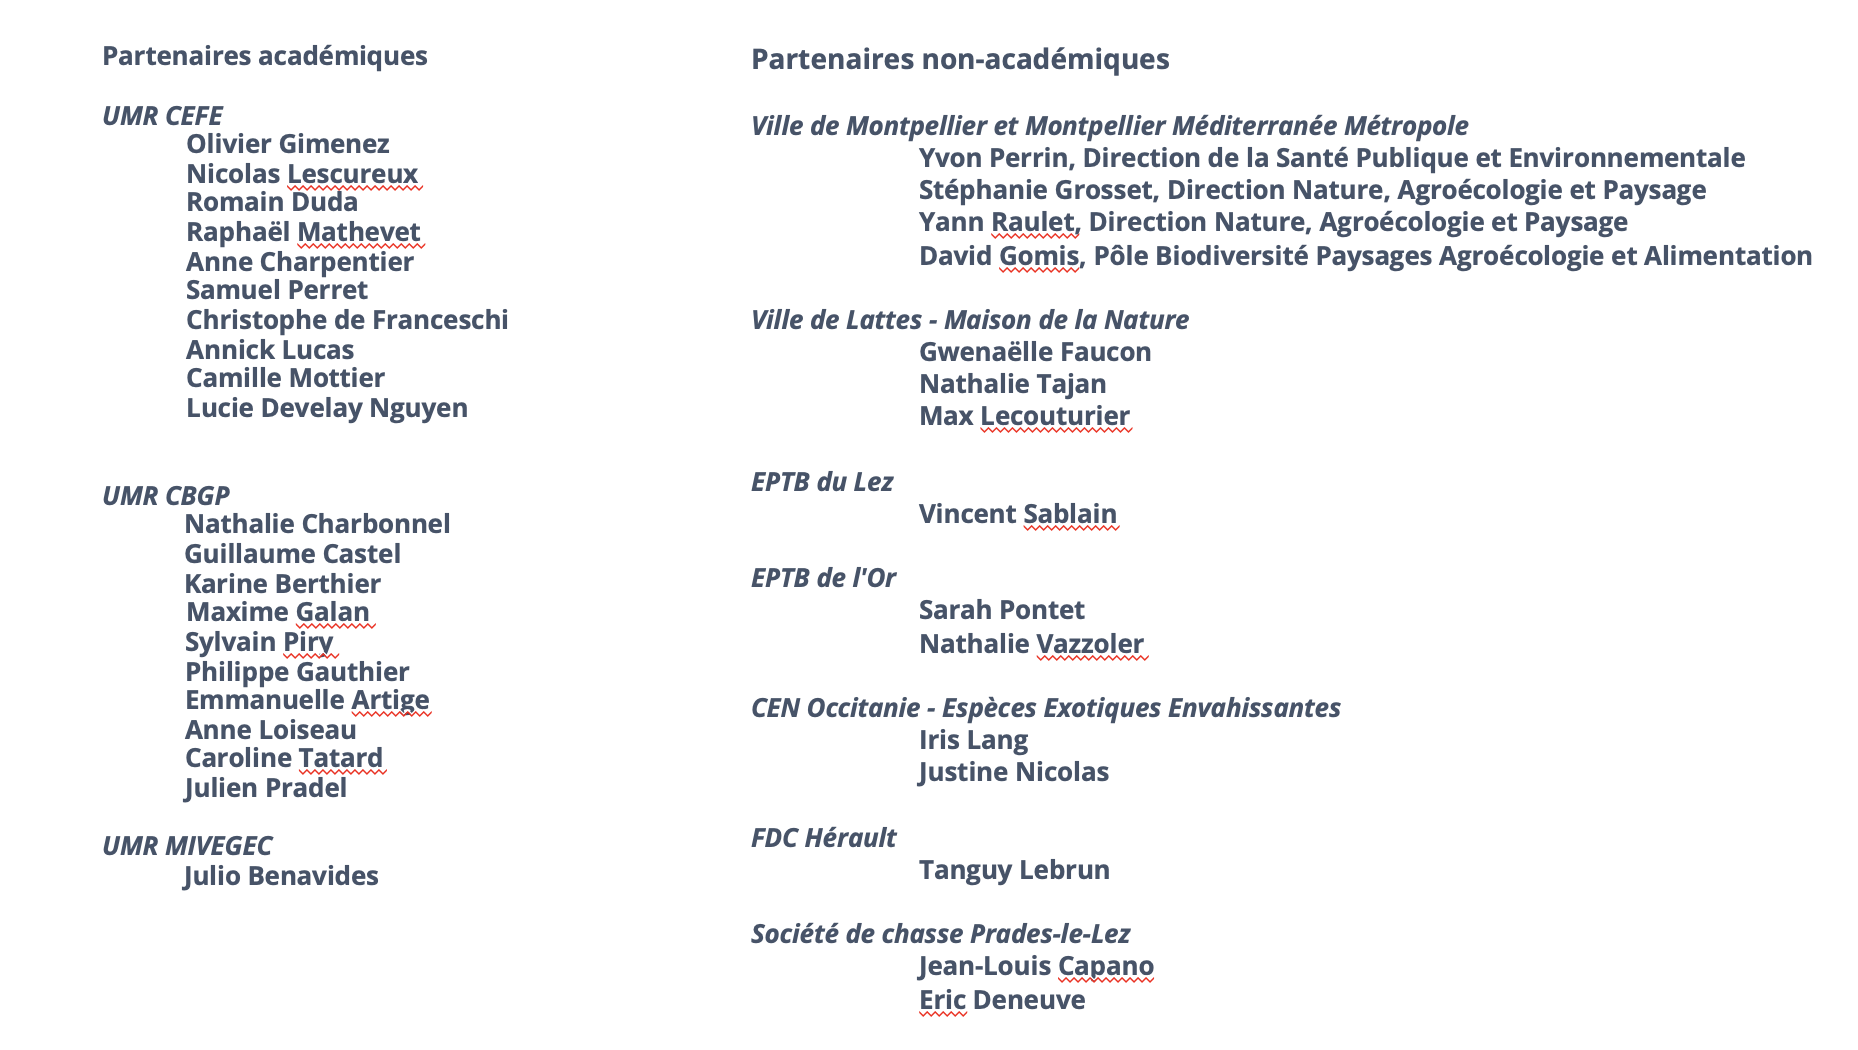 Partenaires académiques
UMR CEFE
Olivier Gimenez
Nicolas Lescureux
Romain Duda
Raphaël Mathevet
Anne Charpentier
Samuel Perret
Christophe de Franceschi
Annick Lucas
Camille Mottier
Lucie Develay Nguyen
UMR CBGP
Nathalie Charbonnel
Guillaume Castel
Karine Berthier
Maxime Galan
Sylvain Piry
Philippe Gauthier
Emmanuelle Artige
Anne Loiseau
Caroline Tatard
Julien Pradel
UMR MIVEGEC
Julio Benavides
Partenaires non-académiques
Ville de Montpellier et Montpellier Méditerranée Métropole
Yvon Perrin, Direction de la Santé Publique et Environnementale
Stéphanie Grosset, Direction Nature, Agroécologie et Paysage
Yann Raulet, Direction Nature, Agroécologie et Paysage
David Gomis, Pôle Biodiversité Paysages Agroécologie et Alimentation
Ville de Lattes - Maison de la Nature
Gwenaëlle Faucon
Nathalie Tajan
Max Lecouturier
EPTB du Lez
Vincent Sablain
EPTB de l'Or
Sarah Pontet
Nathalie Vazzoler
CEN Occitanie - Espèces Exotiques Envahissantes
Iris Lang
Justine Nicolas
FDC Hérault
Tanguy Lebrun
Société de chasse Prades-le-Lez
Jean-Louis Capano
Eric Deneuve